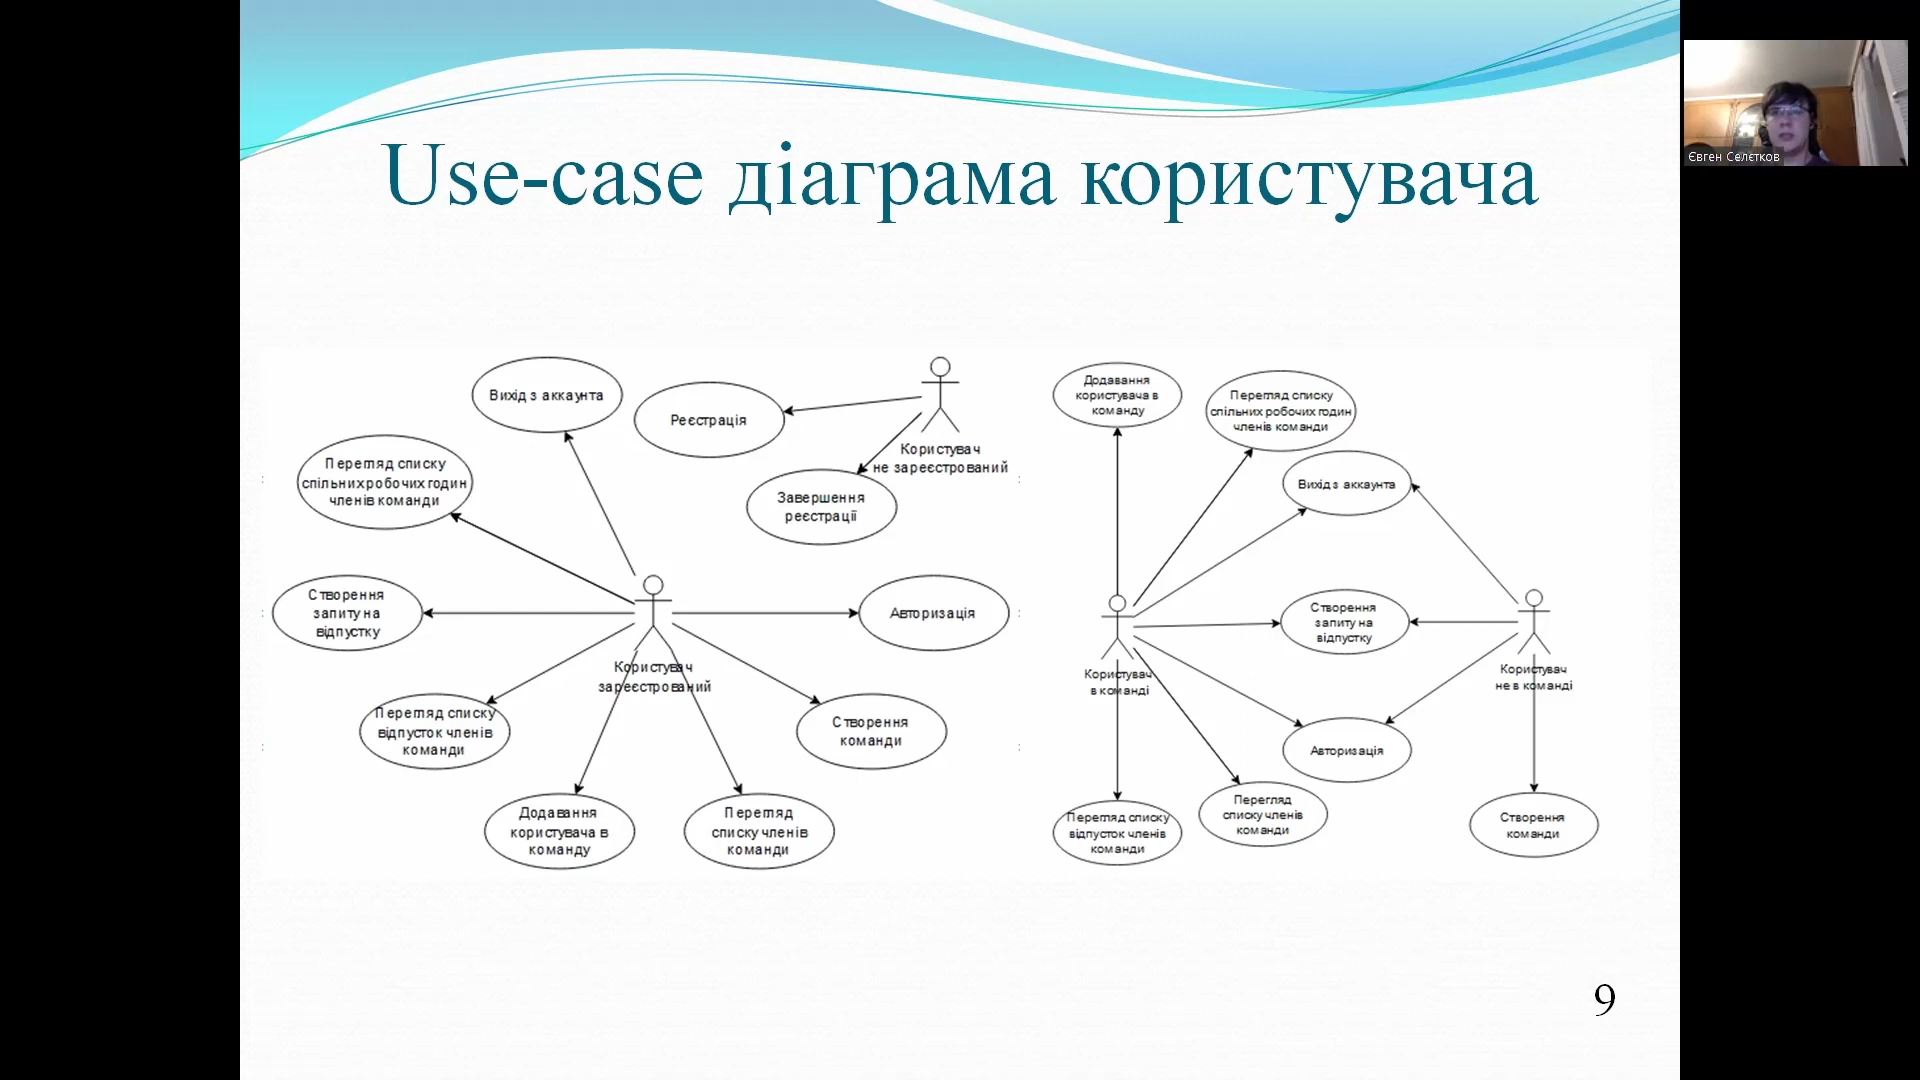 Use-case діаграма користувача
Євген Селєтков
Вихід з аккаунта
Реєстрація
Користувач
не зареєстрований
Завершення
реєстрації
Перегляд списку
спільних робочих годин
членів команди
Створення
запиту на
відпустку
Користувач
зареєстрований
Авторизація
Перегляд списку
відпусток членів
команди
Створення
команди
Додавання
користувача в
команду
Перегляд
списку членів
команди
Додавання
користувача в
команду
Перегляд списку
спільних робочих годин
членів команди
Вихід з аккаунта
Створення
запиту на
відпустку
Користувач
в команді
Користувач
не в команді
Авторизація
Перегляд списку
відпусток членів
команди
Перегляд
списку членів
команди
Створення
команди
9